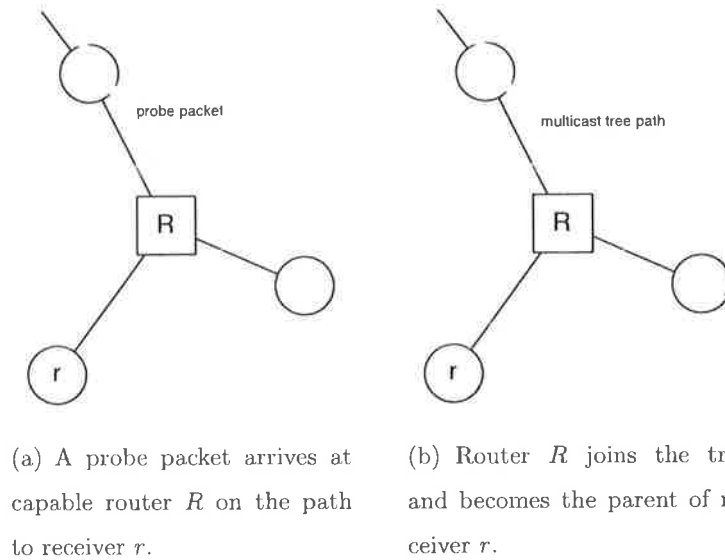 probe packet
R
r
(a) A probe packet arrives at
capable router R on the path
to receiver r.
multicast tree path
R
r
(b) Router R joins the tr
and becomes the parent of r
ceiver r.